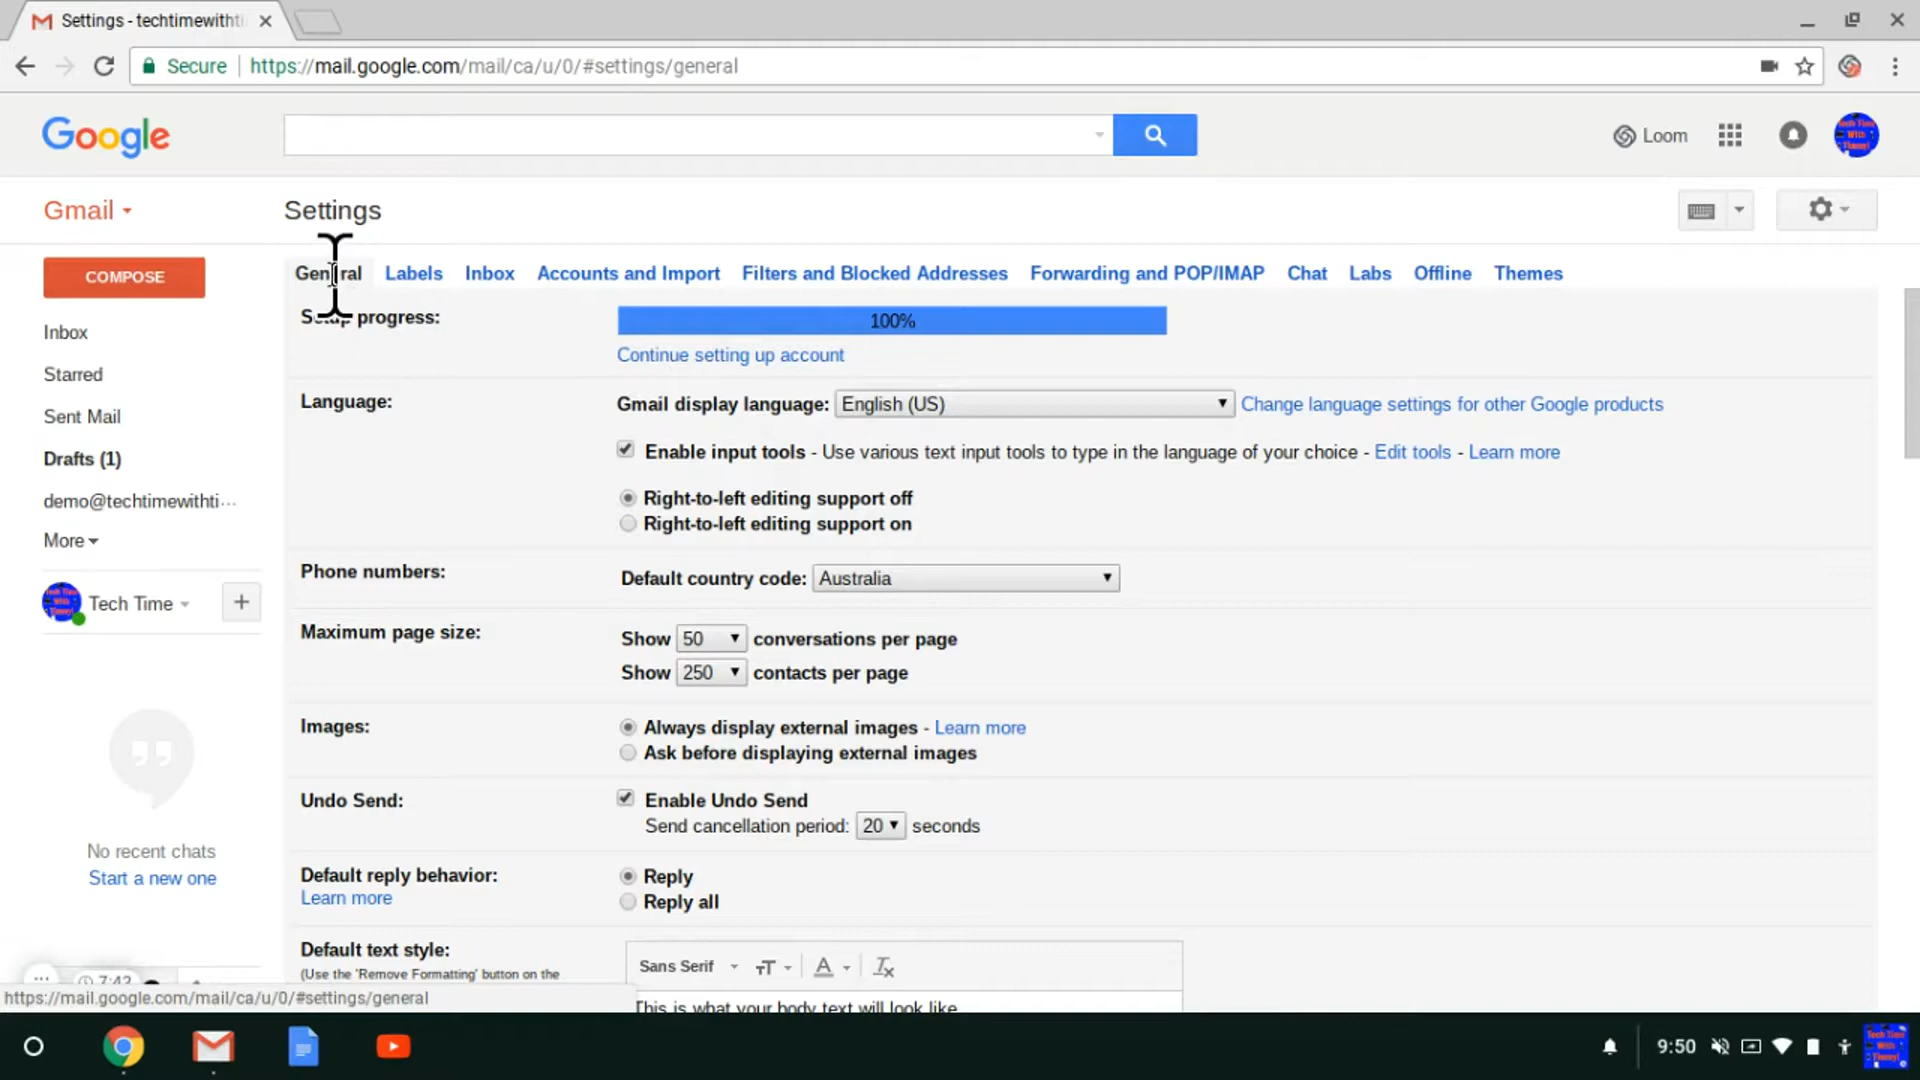 Settings - techtimewithti
Secure https://mail.google.com/mail/ca/u/0/#settings/general
Google
Loom
Gmail
Settings
COMPOSE
General Labels Inbox Accounts and Import Filters and Blocked Addresses Forwarding and POP/IMAP Chat Labs Offline Themes
Inbox
Starred
Sent Mail
Drafts (1)
demo@techtimewithti...
More
Tech Time
No recent chats
Start a new one
Setup progress:
100%
Continue setting up account
Language:
Gmail display language: English (US) Change language settings for other Google products
Enable input tools - Use various text input tools to type in the language of your choice - Edit tools - Learn more
Right-to-left editing support off
Right-to-left editing support on
Phone numbers:
Default country code: Australia
Maximum page size:
Show 50 conversations per page
Show 250 contacts per page
Images:
Always display external images - Learn more
Ask before displaying external images
Undo Send:
Enable Undo Send
Send cancellation period: 20 seconds
Default reply behavior:
Learn more
Reply
Reply all
Default text style:
(Use the 'Remove Formatting' button on the
Sans Serif
This is what your body text will look like
7:43
https://mail.google.com/mail/ca/u/0/#settings/general
9:50